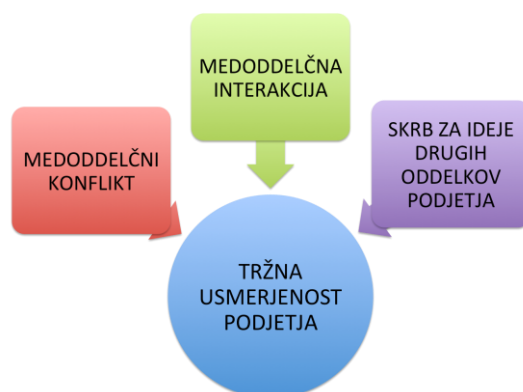 MEDODDELČNI
KONFLIKT
MEDODDELČNA
INTERAKCIJA
SKRB ZA IDEJE
DRUGIH
ODDELKOV
PODJETJA
TRŽNA
USMERJENOST
PODJETJA